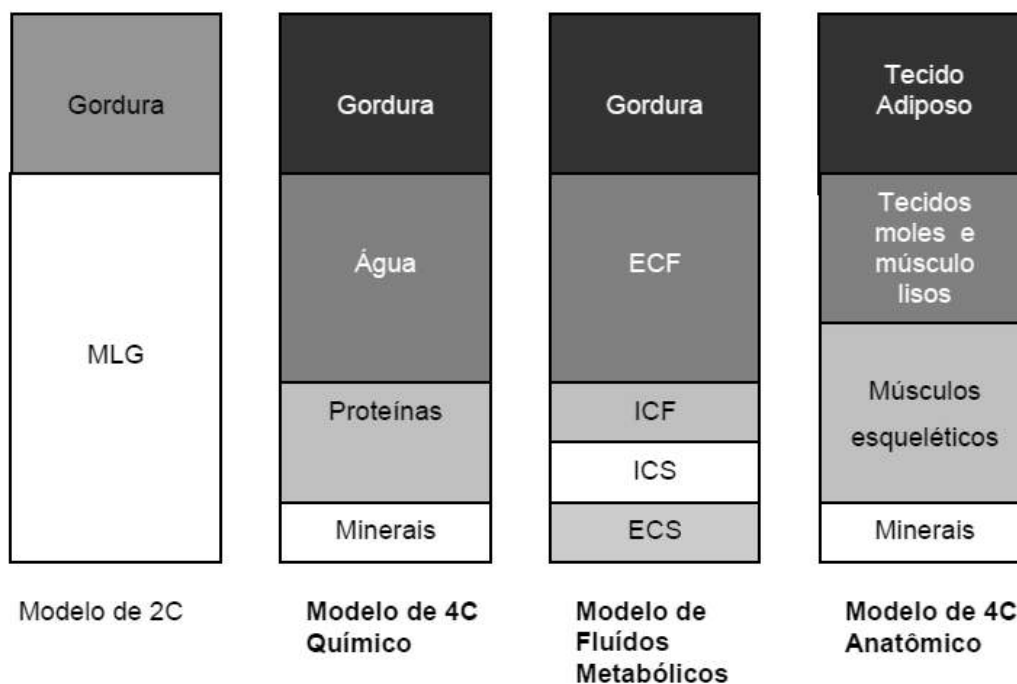 Gordura
MLG
Modelo de 2C
Gordura
Água
Proteínas
Minerais
Modelo de 4C
Químico
Gordura
ECF
ICF
ICS
ECS
Modelo de
Fluídos
Metabólicos
Tecido
Adiposo
Tecidos
moles e
músculo
lisos
Músculos
esqueléticos
Minerais
Modelo de 4C
Anatômico